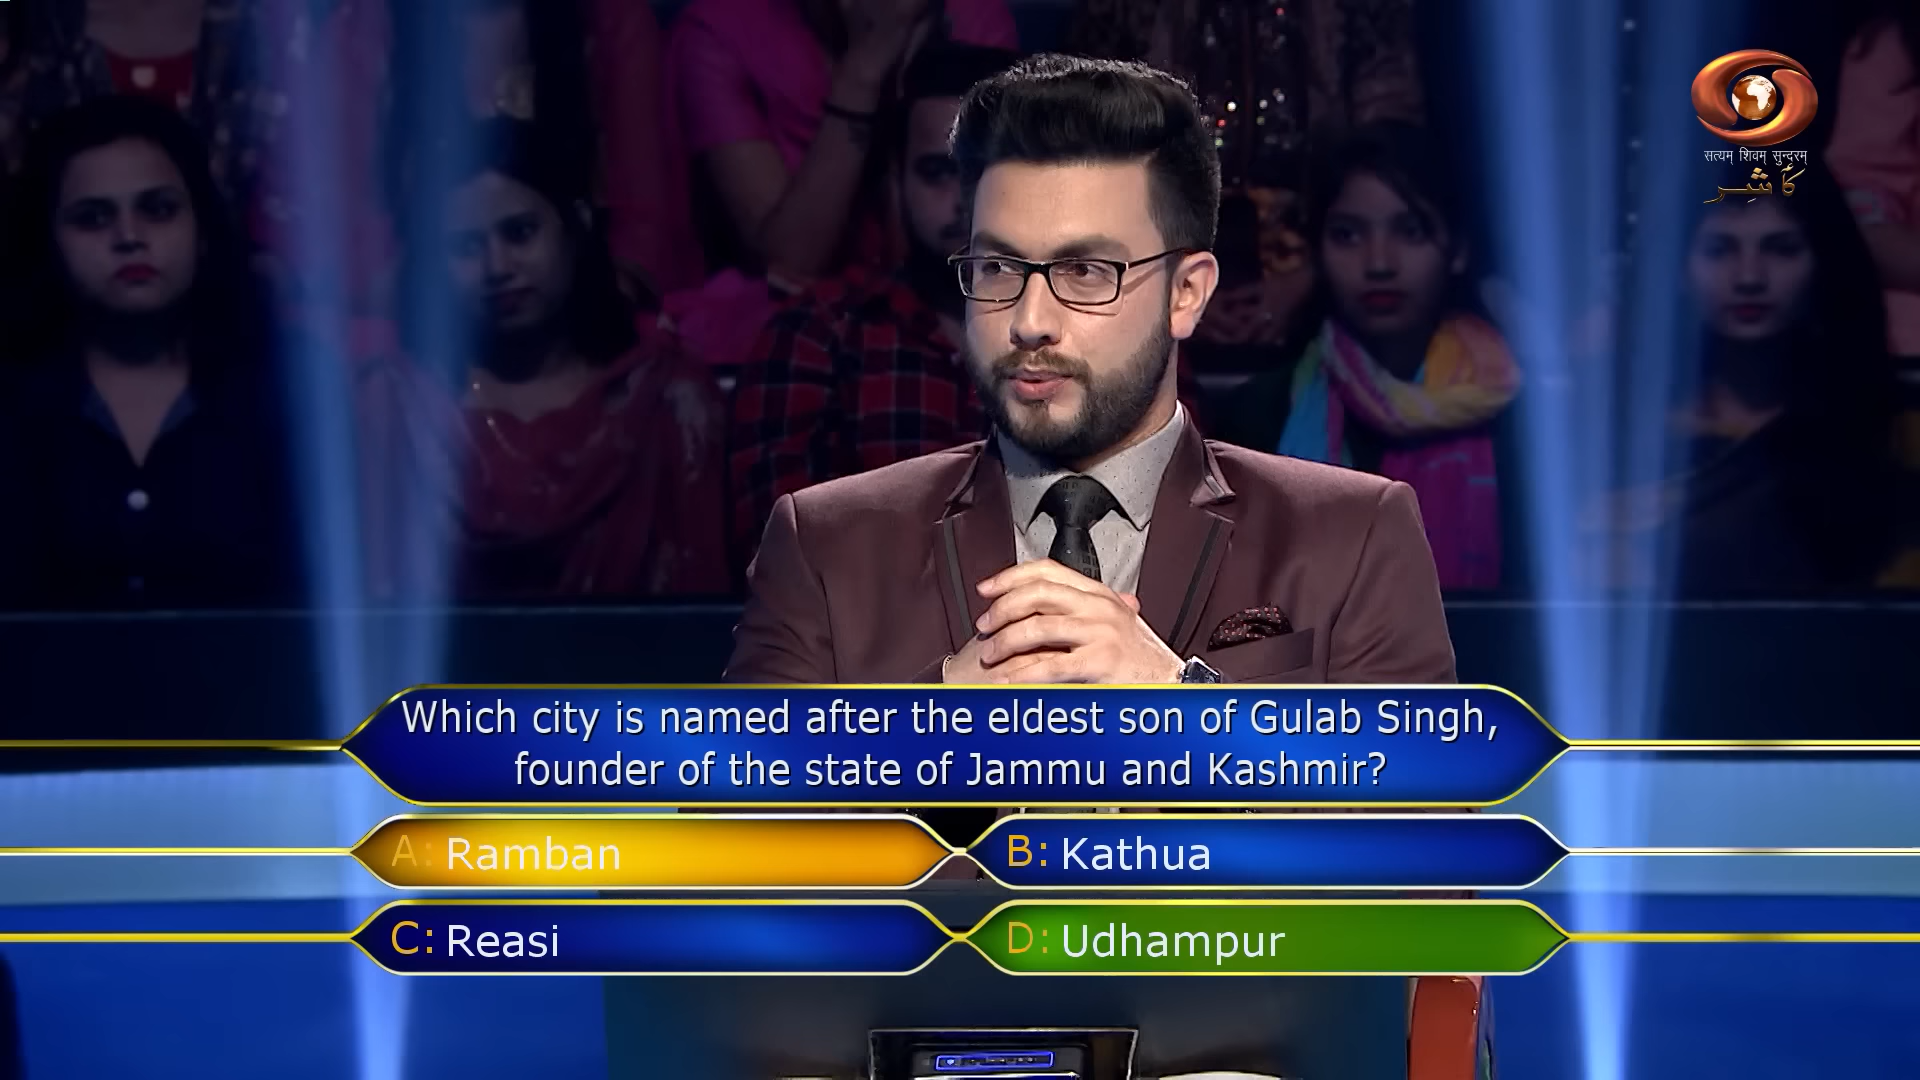 सत्यम् शिवम् सुन्दरम्
کٲشُر
Which city is named after the eldest son of Gulab Singh,
founder of the state of Jammu and Kashmir?
A: Ramban
B: Kathua
C: Reasi
D: Udhampur